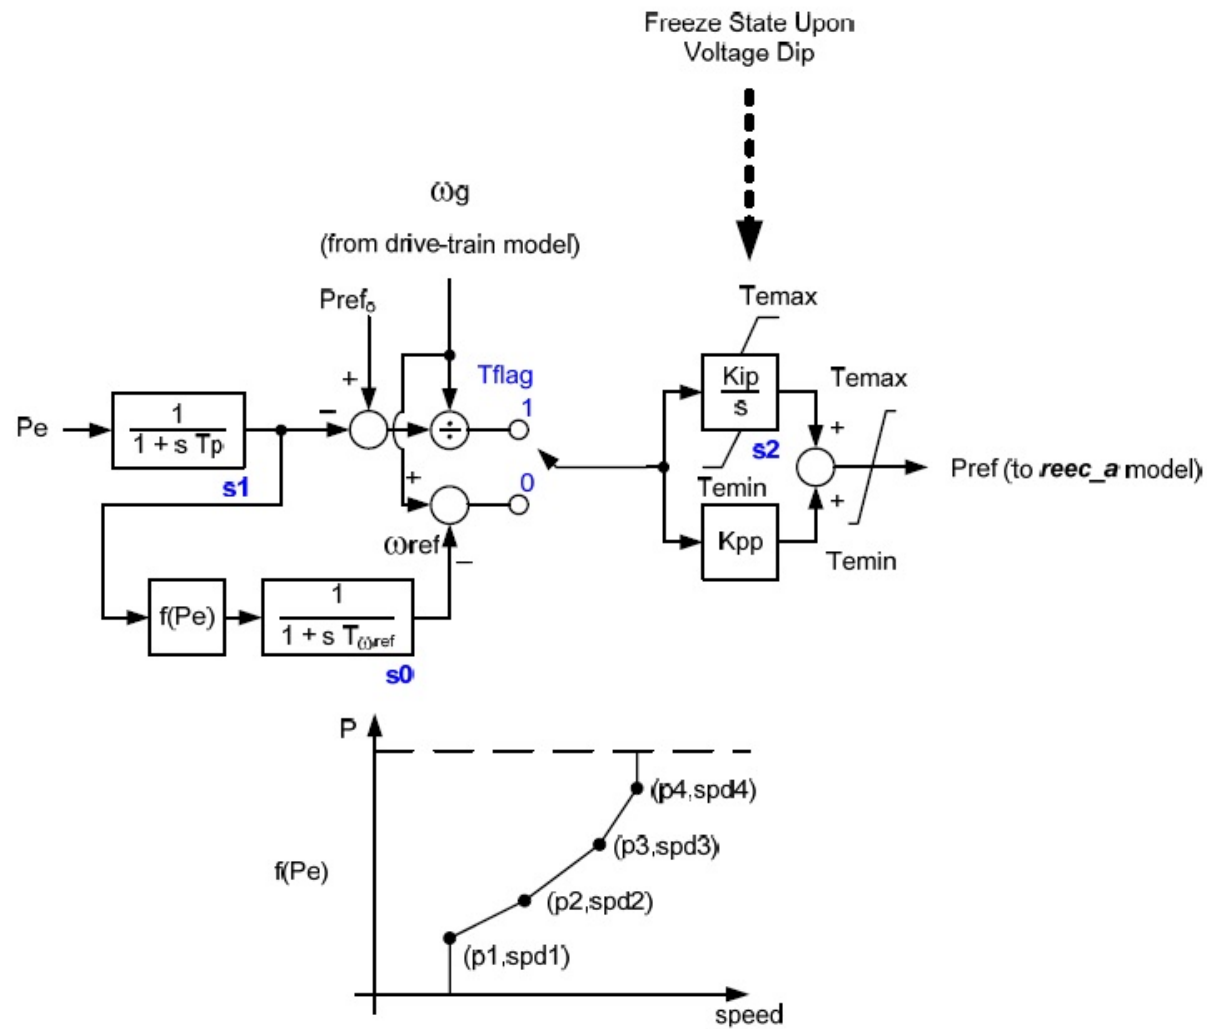 Freeze State Upon
Voltage Dip
ωg
(from drive-train model)
Temax
Prefo
Tflag
+
1
Kip
s
Temax
Pe
1
1 + s Tp
−
÷
+
s1
s2
0
+
Temin
Pref (to reec_a model)
+
ωref
−
Kpp
Temin
f(Pe)
1
1 + s Tωref
s0
P
(p4,spd4)
(p3,spd3)
f(Pe)
(p2,spd2)
(p1,spd1)
speed